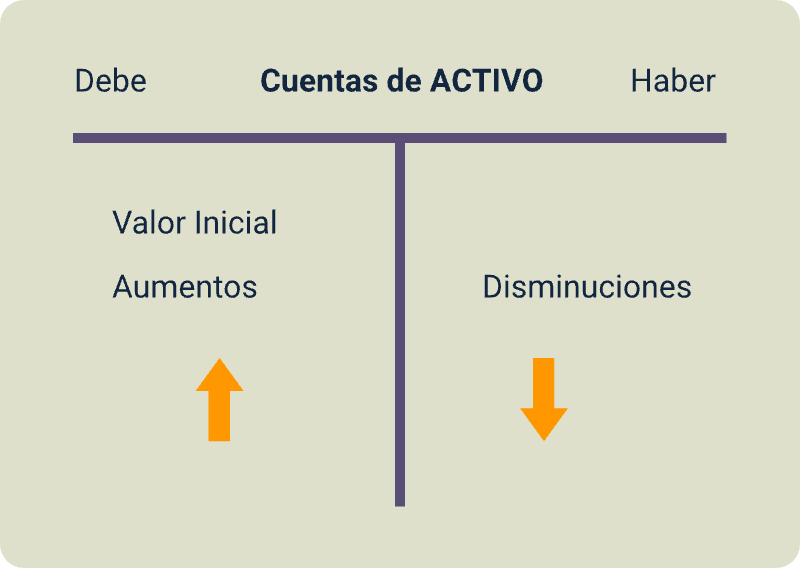 Debe Cuentas de ACTIVO Haber
Valor Inicial
Aumentos Disminuciones